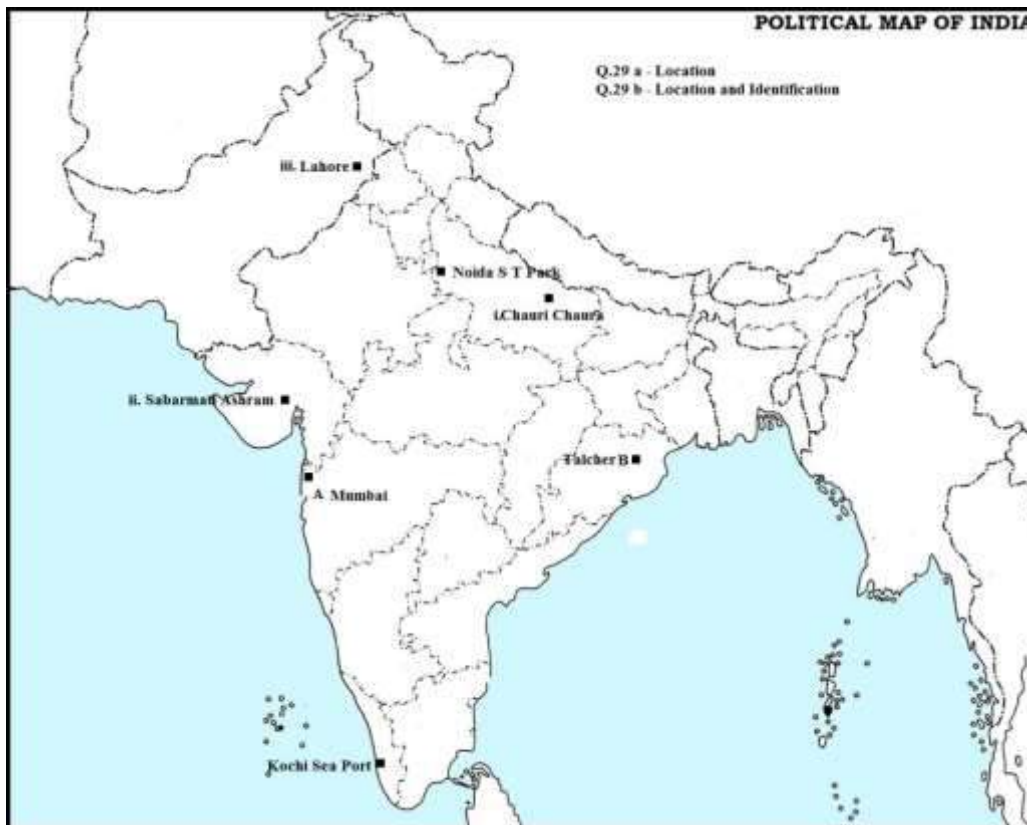 POLITICAL MAP OF INDIA
Q.29 a - Location
Q.29 b - Location and Identification
iii. Lahore
Noida S T Park
i.Chauri Chaura
ii. Sabarmati Ashram
Talcher B
A Mumbai
Kochi Sea Port